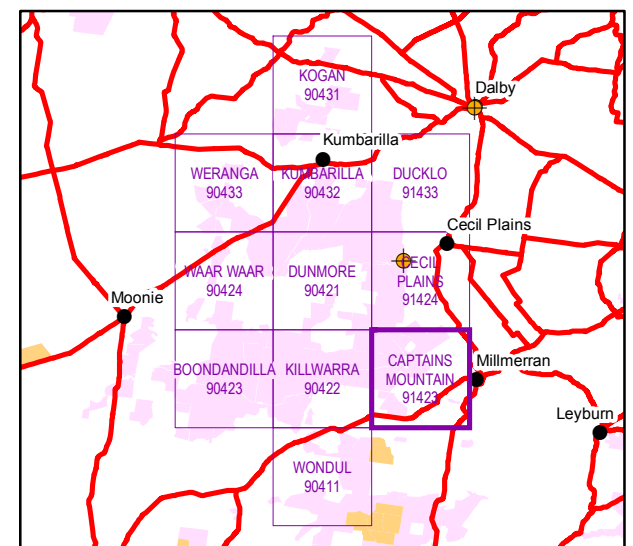 KOGAN
90431
Dalby
Kumbarilla
WERANGA
90433
KUMBARILLA
90432
DUCKLO
91433
Cecil Plains
WAAR WAAR
90424
DUNMORE
90421
CECIL
PLAINS
91424
Moonie
BOONDANDILLA
90423
KILLWARRA
90422
CAPTAINS
MOUNTAIN
91423
Millmerran
Leyburn
WONDUL
90411